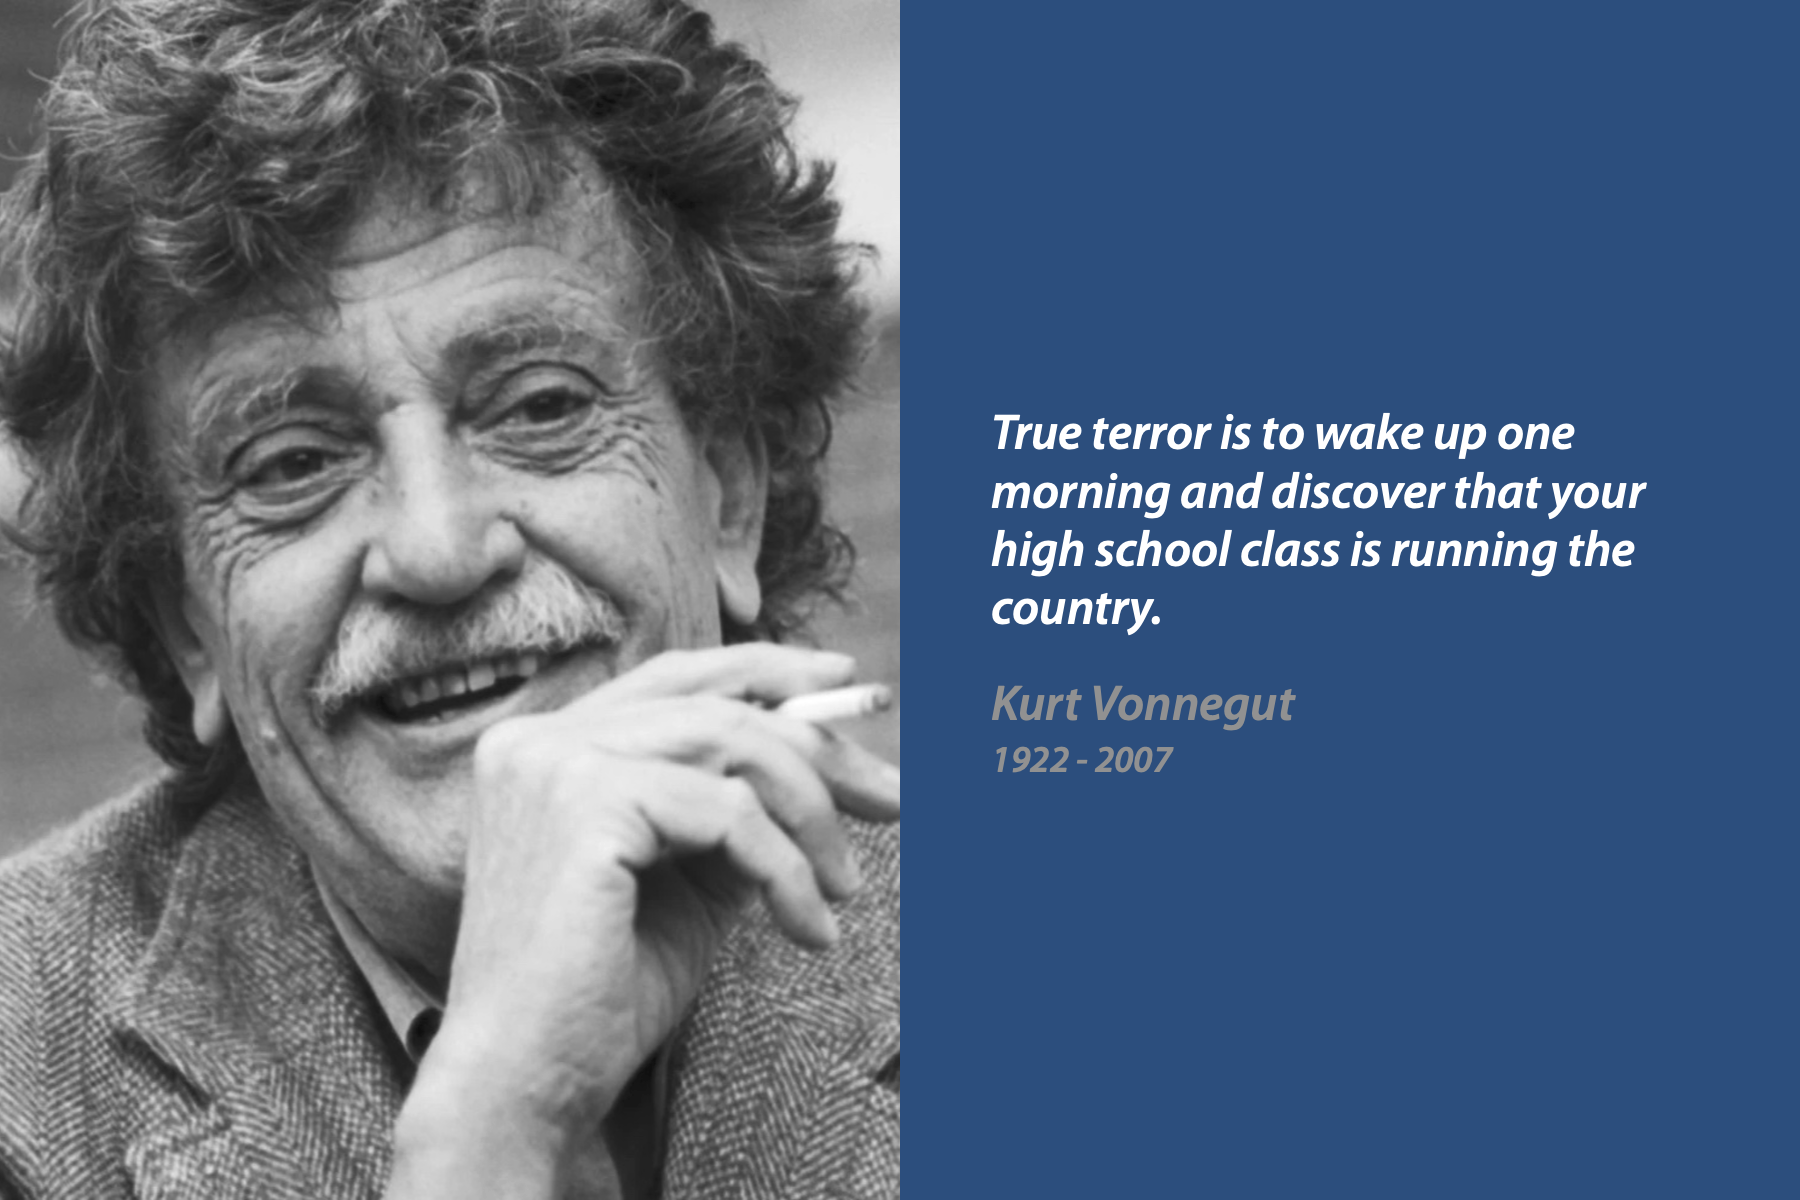 True terror is to wake up one
morning and discover that your
high school class is running the
country.
Kurt Vonnegut
1922 - 2007